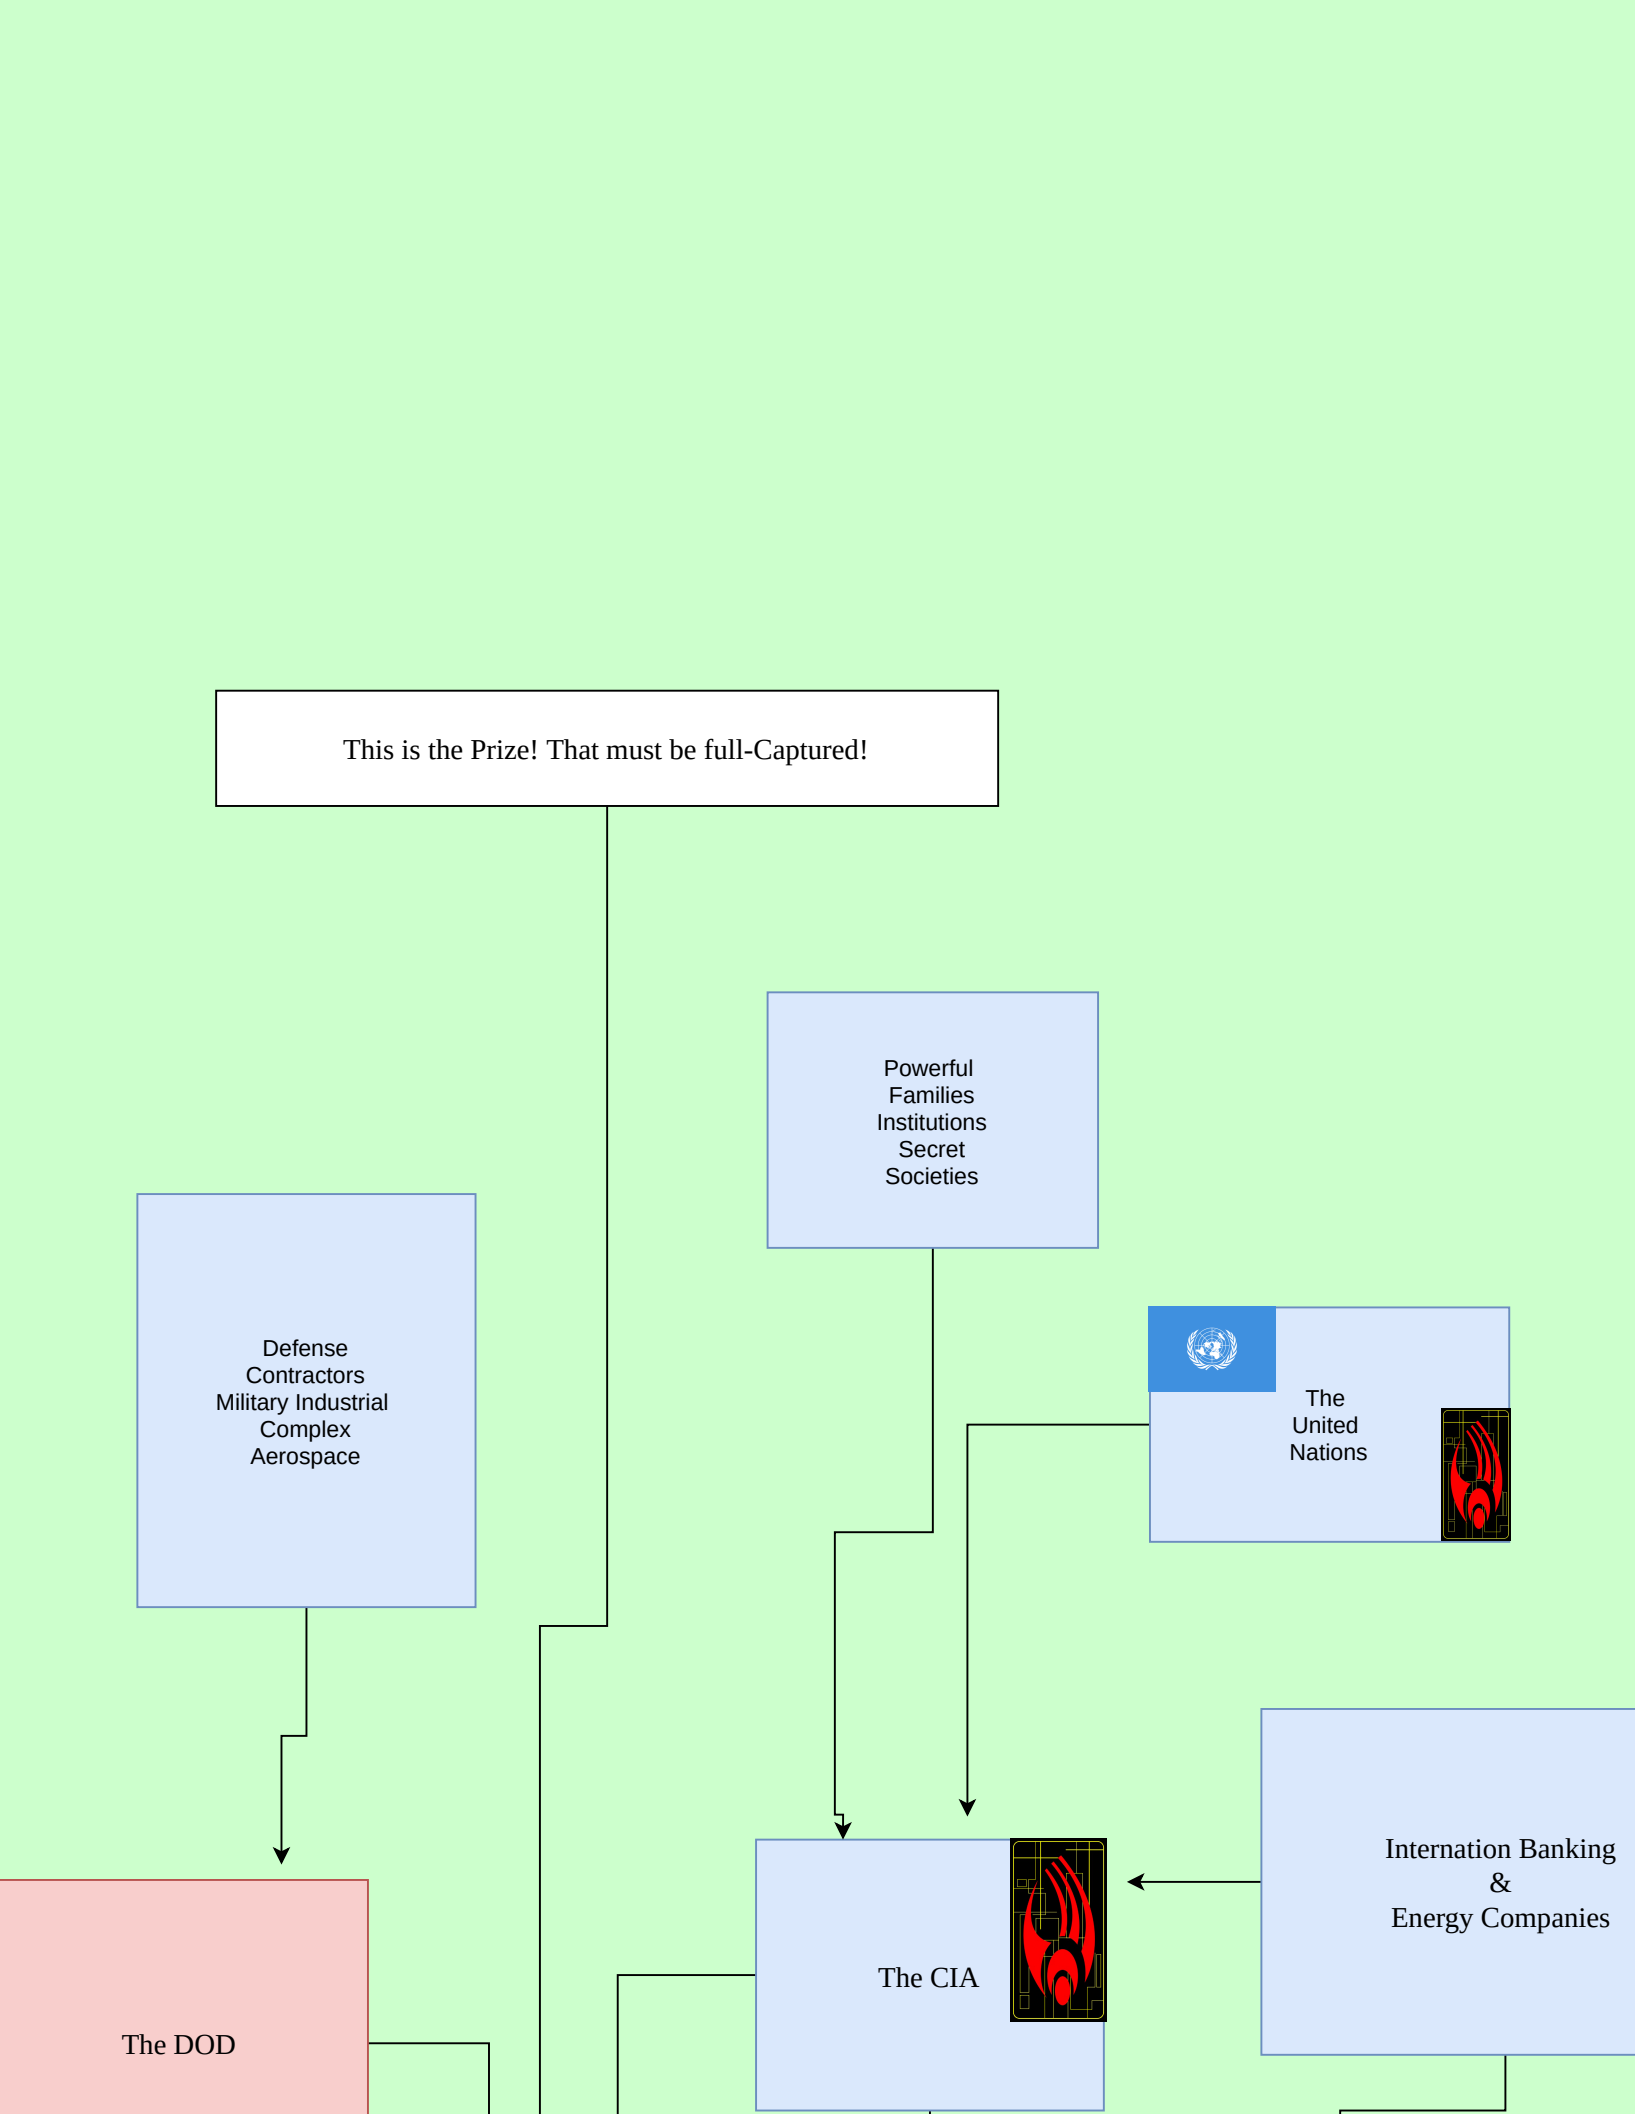 This is the Prize! That must be full-Captured!
Powerful
Families
Institutions
Secret
Societies
Defense
Contractors
Military Industrial
Complex
Aerospace
The
United
Nations
Internation Banking
&
Energy Companies
The CIA
The DOD